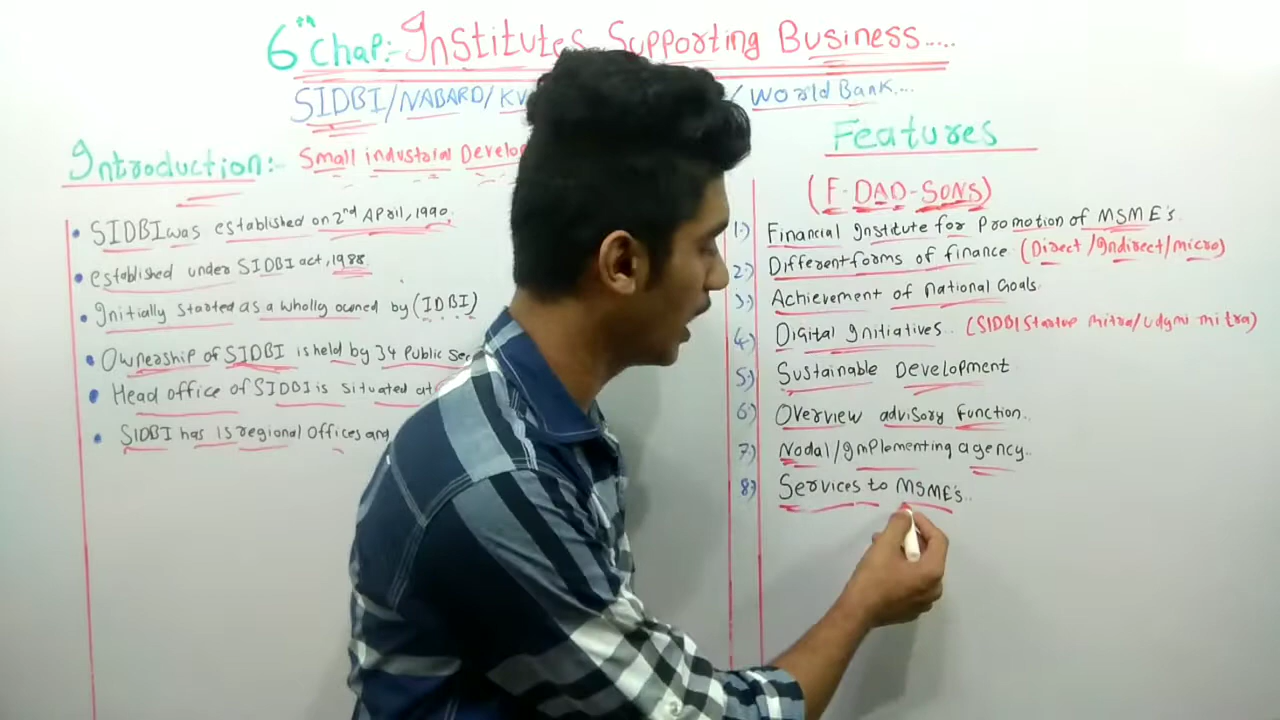 6th Chap:- Institutes Supporting Business.....
SIDBI/NABARD/KV / World Bank...
Introduction:- Small industrial Develo
• SIDBI was established on 2nd April, 1990.
• established under SIDBI act, 1988.
• Initially started as a wholly owned by (IDBI)
• Ownership of SIDBI is held by 34 Public Sec
• Head office of SIDBI is situated at
• SIDBI has 15 regional offices and
Features
(F-DAD-SONS)
1) Financial Institute for Promotion of MSME's
2) Different forms of finance (Direct/Indirect/micro)
3) Achievement of National Goals.
4) Digital Initiatives.. (SIDBI Startup mitra/Udymi mitra)
5) Sustainable Development
6) Overview advisory function..
7) Nodal/Implementing agency..
8) Services to MSME's..